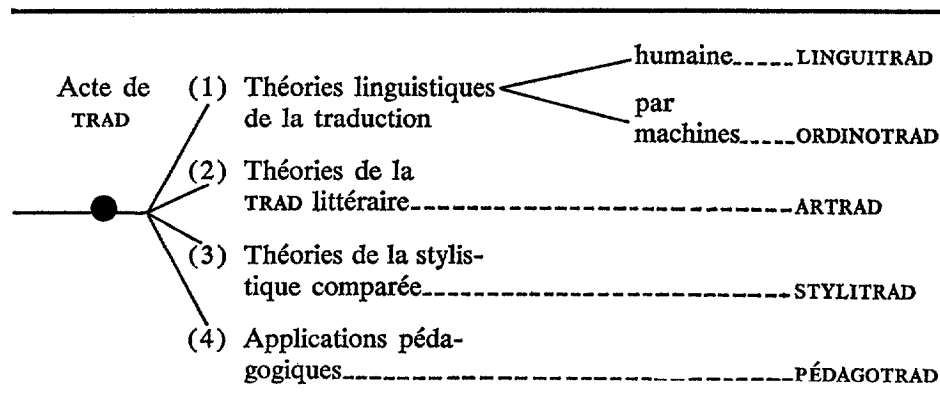 humaine-----LINGUITRAD
Acte de (1) Théories linguistiques
TRAD de la traduction
par
machines-----ORDINOTRAD
(2) Théories de la
TRAD littéraire---------------------------ARTRAD
(3) Théories de la stylis-
tique comparée--------------------------STYLITRAD
(4) Applications péda-
gogiques--------------------------------PÉDAGOTRAD